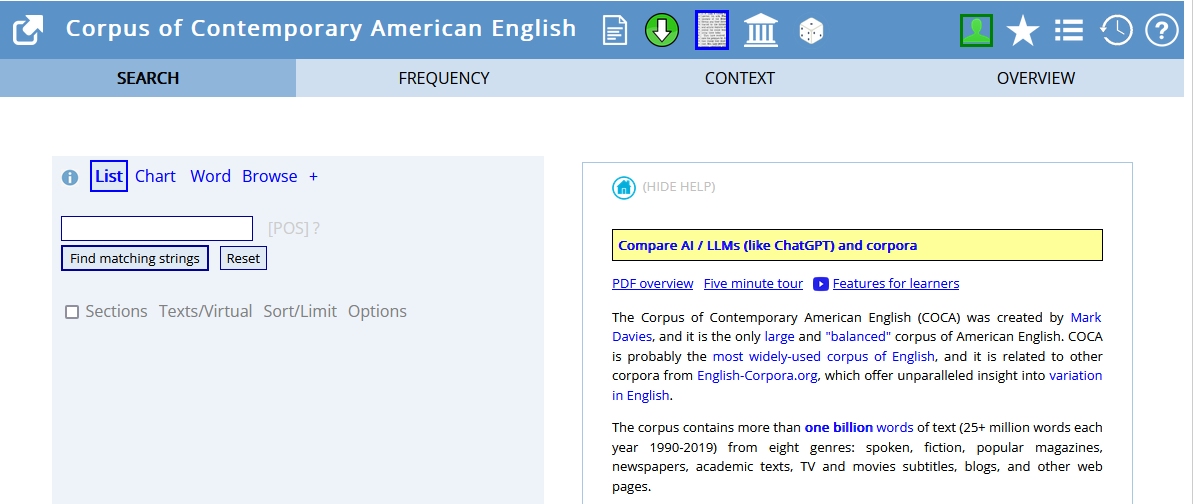 Corpus of Contemporary American English
SEARCH FREQUENCY CONTEXT OVERVIEW
List Chart Word Browse +
[POS] ?
Find matching strings Reset
Sections Texts/Virtual Sort/Limit Options
(HIDE HELP)
Compare AI / LLMs (like ChatGPT) and corpora
PDF overview Five minute tour Features for learners
The Corpus of Contemporary American English (COCA) was created by Mark
Davies, and it is the only large and "balanced" corpus of American English. COCA
is probably the most widely-used corpus of English, and it is related to other
corpora from English-Corpora.org, which offer unparalleled insight into variation
in English.
The corpus contains more than one billion words of text (25+ million words each
year 1990-2019) from eight genres: spoken, fiction, popular magazines,
newspapers, academic texts, TV and movies subtitles, blogs, and other web
pages.